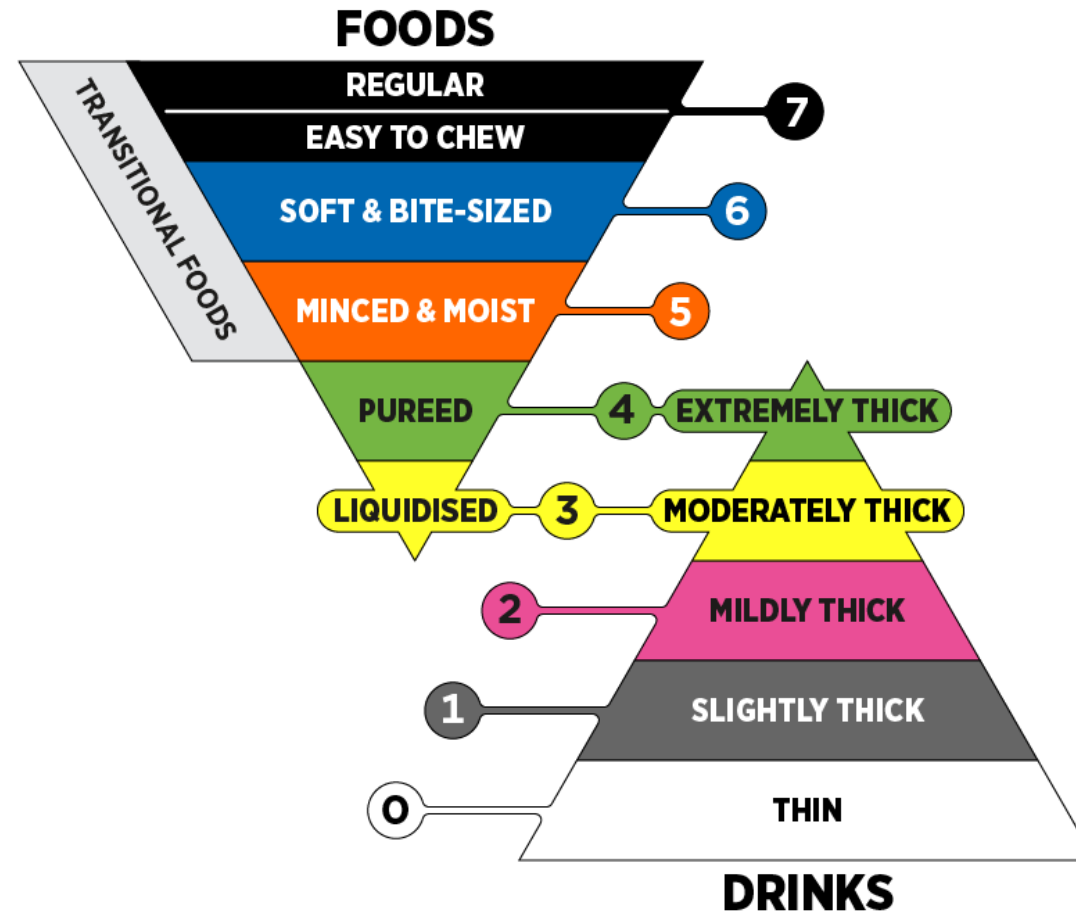 FOODS
TRANSITIONAL FOODS
REGULAR
7
EASY TO CHEW
SOFT & BITE-SIZED
6
MINCED & MOIST
5
PUREED
4
EXTREMELY THICK
LIQUIDISED
3
MODERATELY THICK
2
MILDLY THICK
1
SLIGHTLY THICK
0
THIN
DRINKS